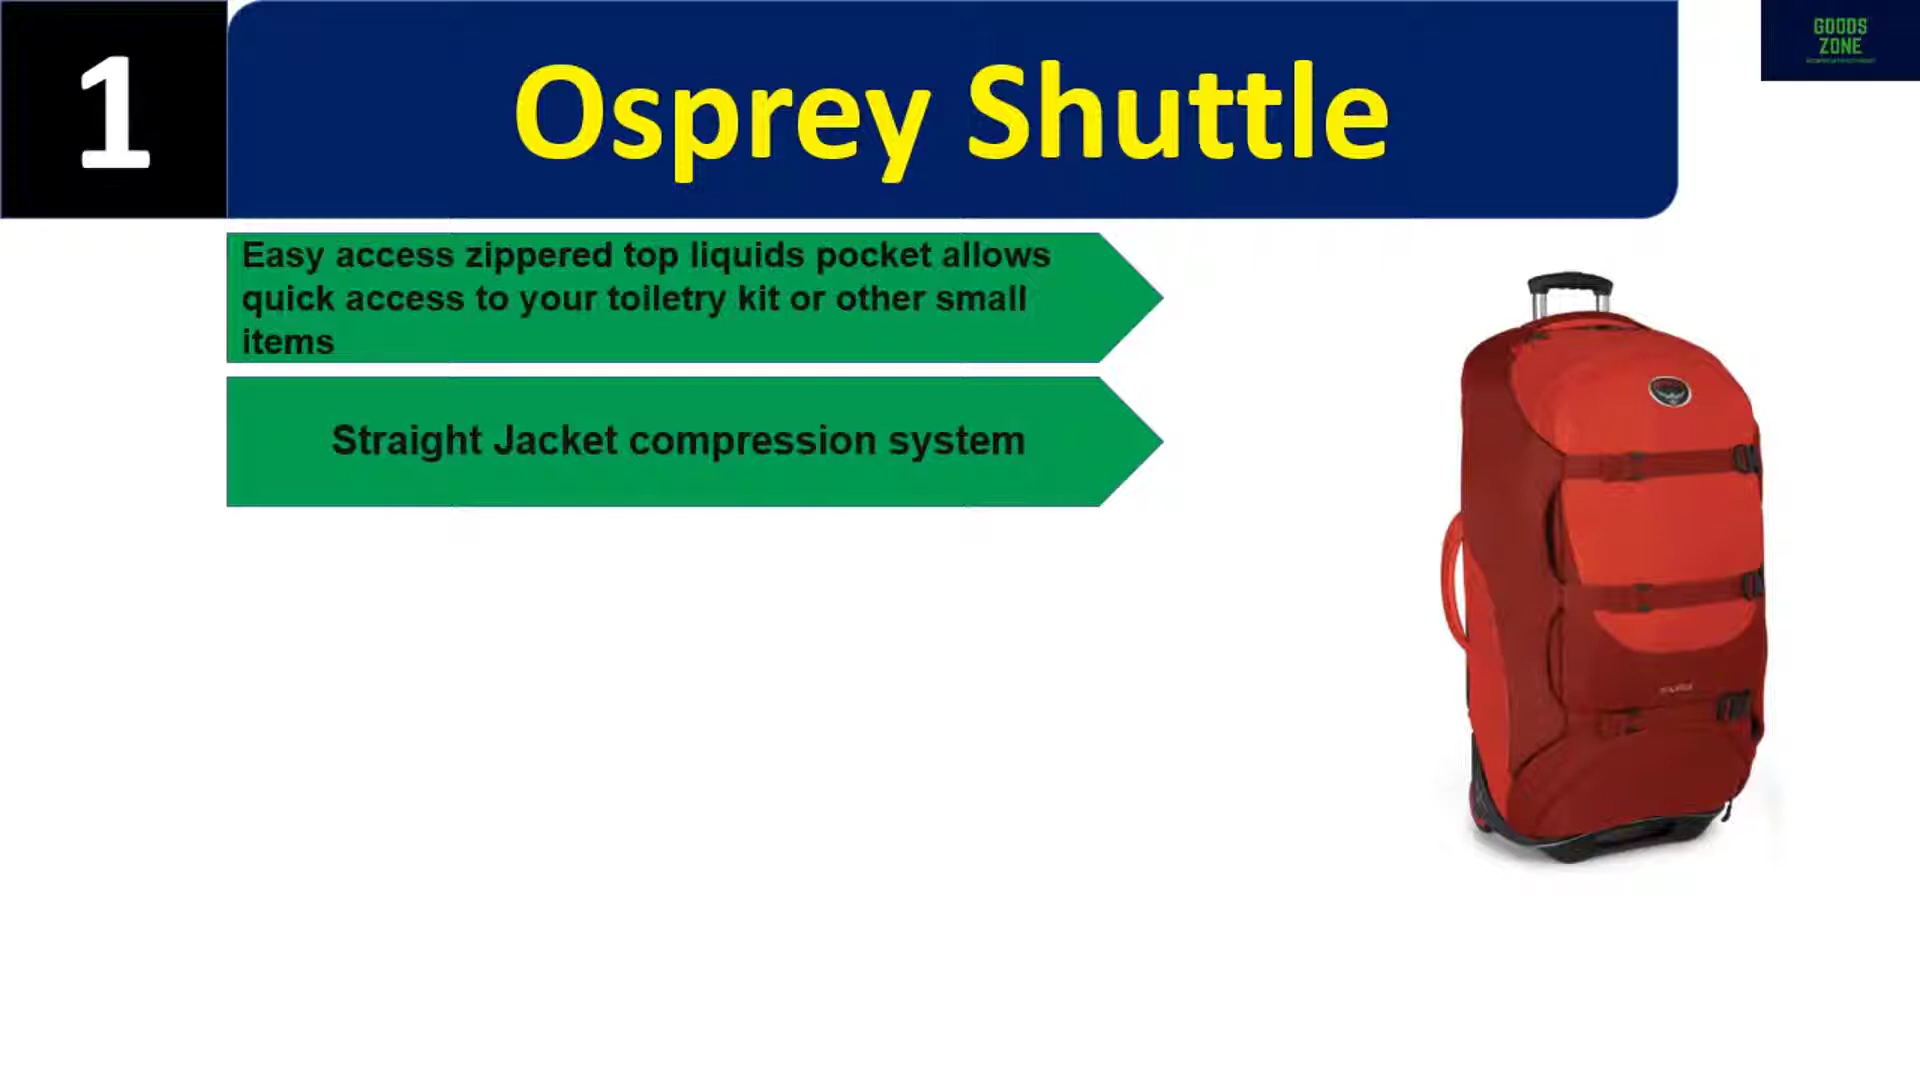 1
Osprey Shuttle
GOODS
ZONE
Easy access zippered top liquids pocket allows
quick access to your toiletry kit or other small
items
Straight Jacket compression system